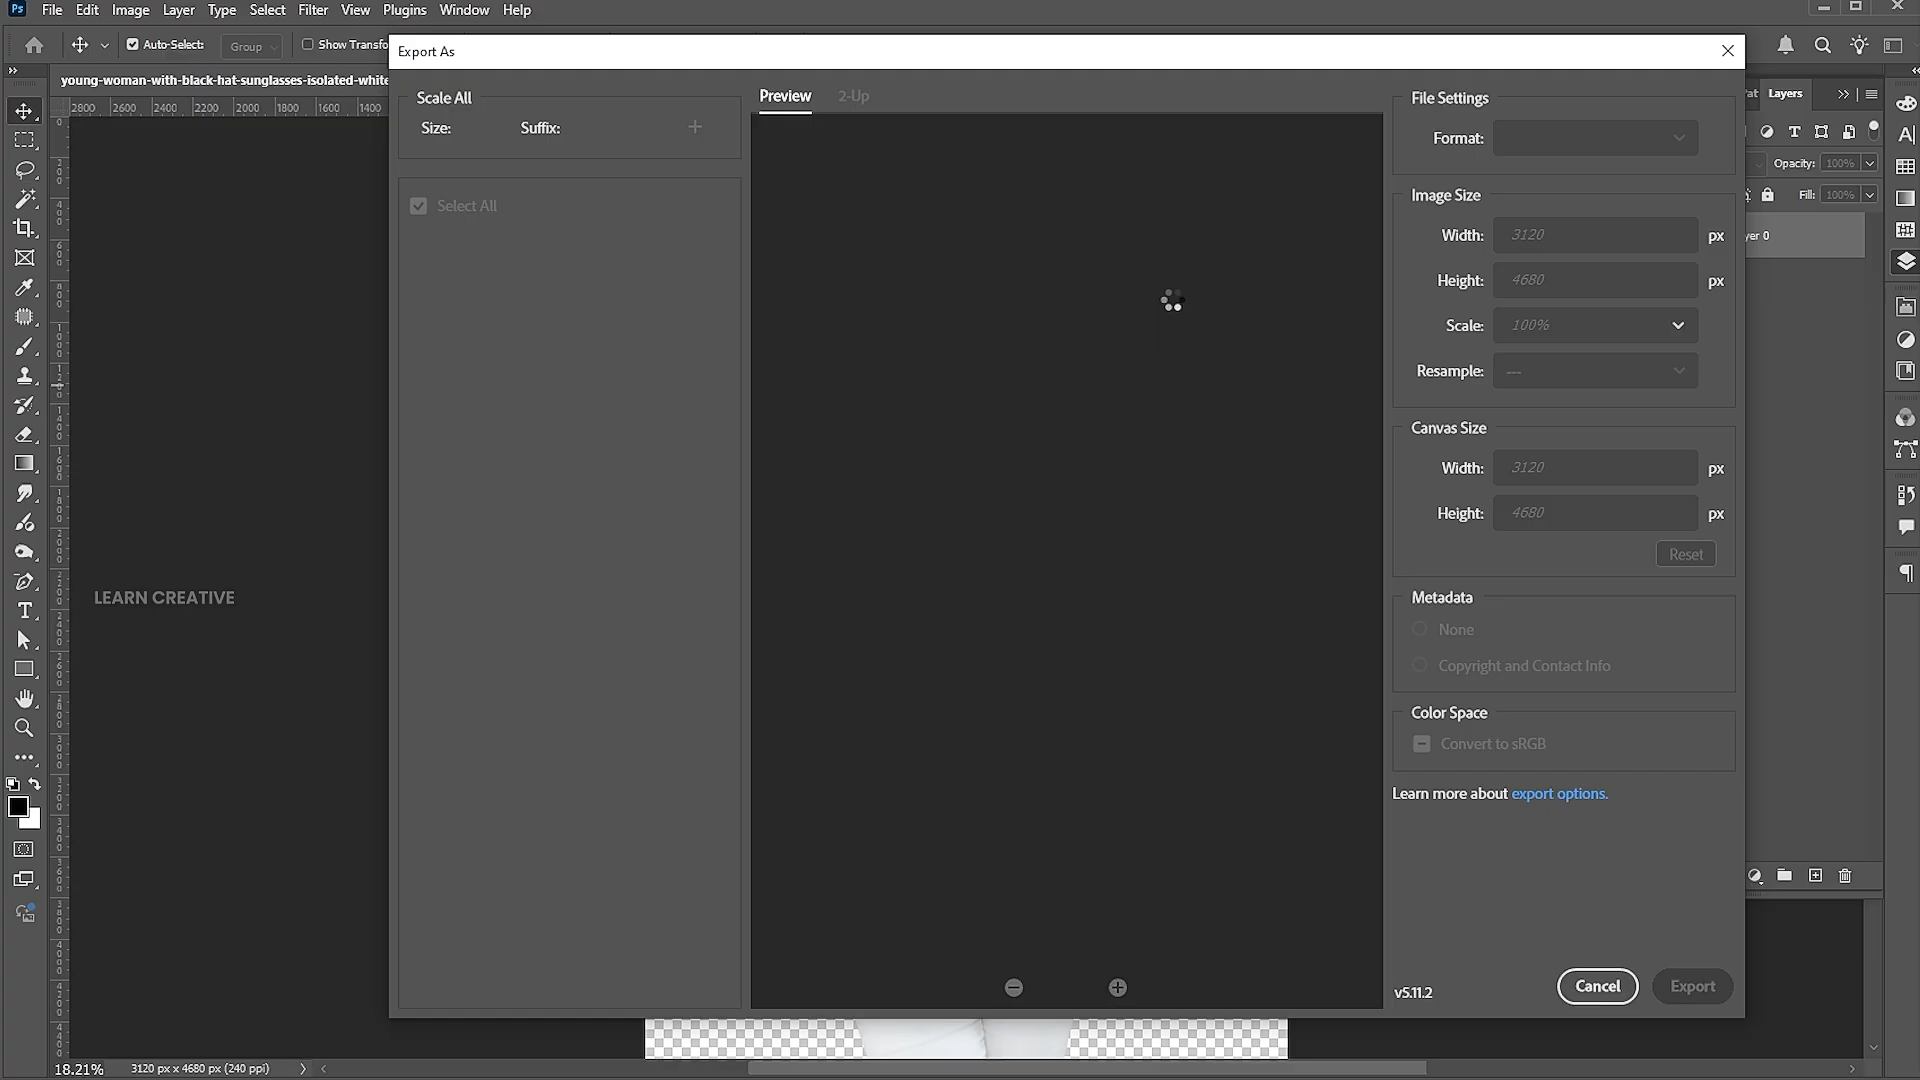 Ps File Edit Image Layer Type Select Filter View Plugins Window Help
Auto-Select: Group Show Transfo
Export As
young-woman-with-black-hat-sunglasses-isolated-white
2800 2600 2400 2200 2000 1800 1600 1400
Scale All
Size: Suffix:
Select All
Preview 2-Up
File Settings
Format:
Image Size
Width: 3120 px
Height: 4680 px
Scale: 100%
Resample: ---
Canvas Size
Width: 3120 px
Height: 4680 px
Reset
Metadata
None
Copyright and Contact Info
Color Space
Convert to sRGB
Learn more about export options.
v5.11.2 Cancel Export
Layers
Opacity: 100%
Fill: 100%
yer 0
LEARN CREATIVE
18.21% 3120 px x 4680 px (240 ppi)